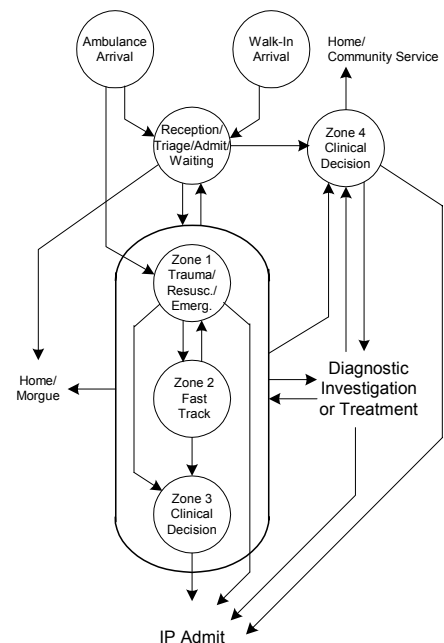 Ambulance
Arrival
Walk-In
Arrival
Home/
Community Service
Reception/
Triage/Admit/
Waiting
Zone 4
Clinical
Decision
Zone 1
Trauma/
Resusc./
Emerg.
Home/
Morgue
Zone 2
Fast
Track
Diagnostic
Investigation
or Treatment
Zone 3
Clinical
Decision
IP Admit